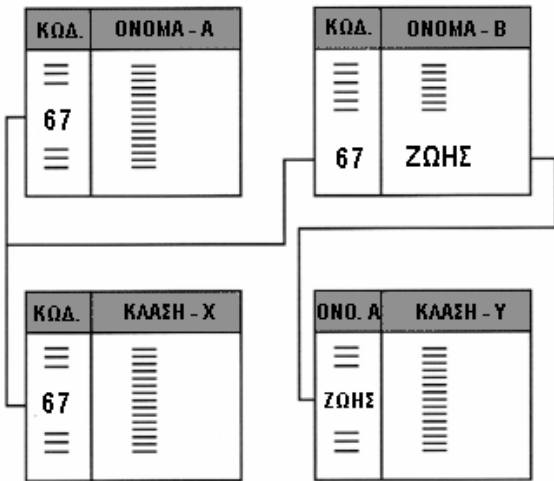 ΚΩΔ. ΟΝΟΜΑ - Α
67
ΚΩΔ. ΟΝΟΜΑ - Β
67 ΖΩΗΣ
ΚΩΔ. ΚΛΑΣΗ - Χ
67
ΟΝΟ. Α ΚΛΑΣΗ - Υ
ΖΩΗΣ